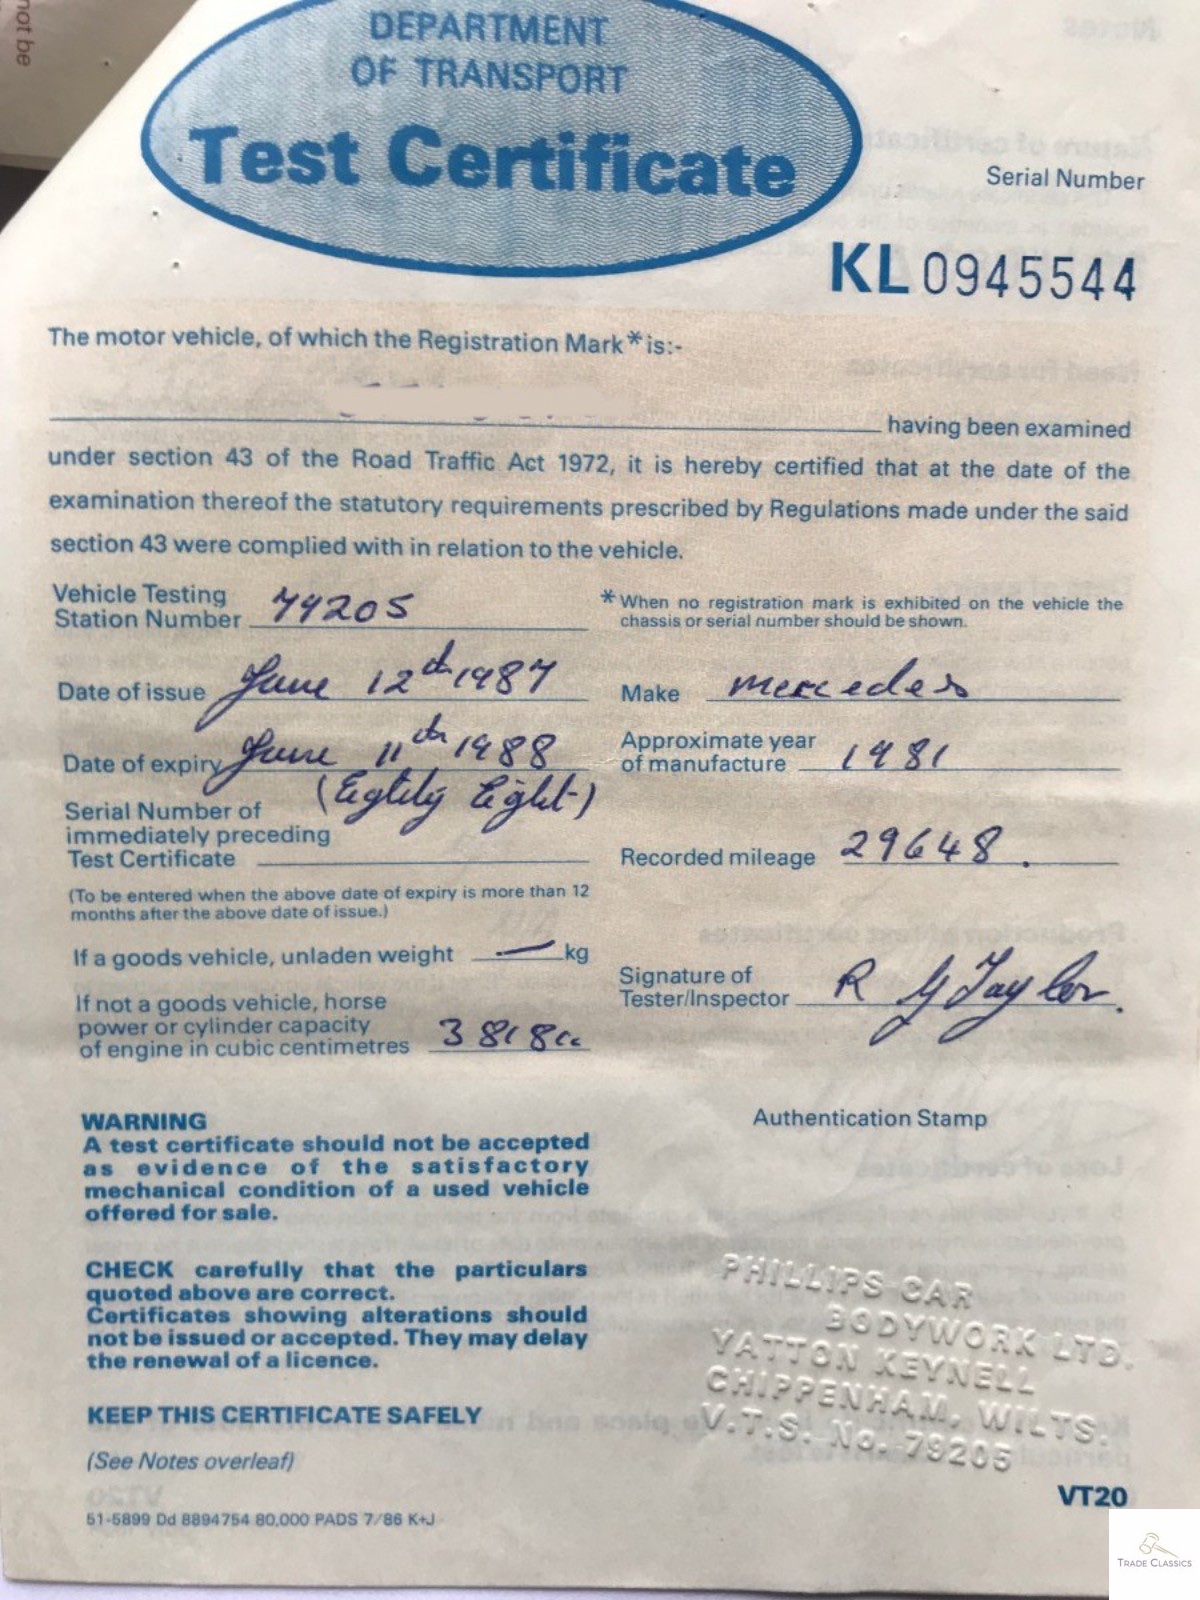 not be
DEPARTMENT
OF TRANSPORT
Test Certificate
Serial Number
KL 0945544
The motor vehicle, of which the Registration Mark * is:-
having been examined
under section 43 of the Road Traffic Act 1972, it is hereby certified that at the date of the
examination thereof the statutory requirements prescribed by Regulations made under the said
section 43 were complied with in relation to the vehicle.
Vehicle Testing
Station Number 79205
* When no registration mark is exhibited on the vehicle the
chassis or serial number should be shown.
Date of issue June 12th 1987
Make mercedes
Date of expiry June 11th 1988
(Eighty Eight)
Approximate year
of manufacture 1981
Serial Number of
immediately preceding
Test Certificate
Recorded mileage 29648.
(To be entered when the above date of expiry is more than 12
months after the above date of issue.)
If a goods vehicle, unladen weight — kg
Signature of
Tester/Inspector R G Taylor.
If not a goods vehicle, horse
power or cylinder capacity
of engine in cubic centimetres 3818cc
WARNING
A test certificate should not be accepted
as evidence of the satisfactory
mechanical condition of a used vehicle
offered for sale.
Authentication Stamp
CHECK carefully that the particulars
quoted above are correct.
Certificates showing alterations should
not be issued or accepted. They may delay
the renewal of a licence.
PHILLIPS CAR
BODYWORK LTD.
YATTON KEYNELL
CHIPPENHAM, WILTS.
V.T.S. No. 79205
KEEP THIS CERTIFICATE SAFELY
(See Notes overleaf)
VT20
51-5899 Dd 8894754 80,000 PADS 7/86 K+J
TRADE CLASSICS